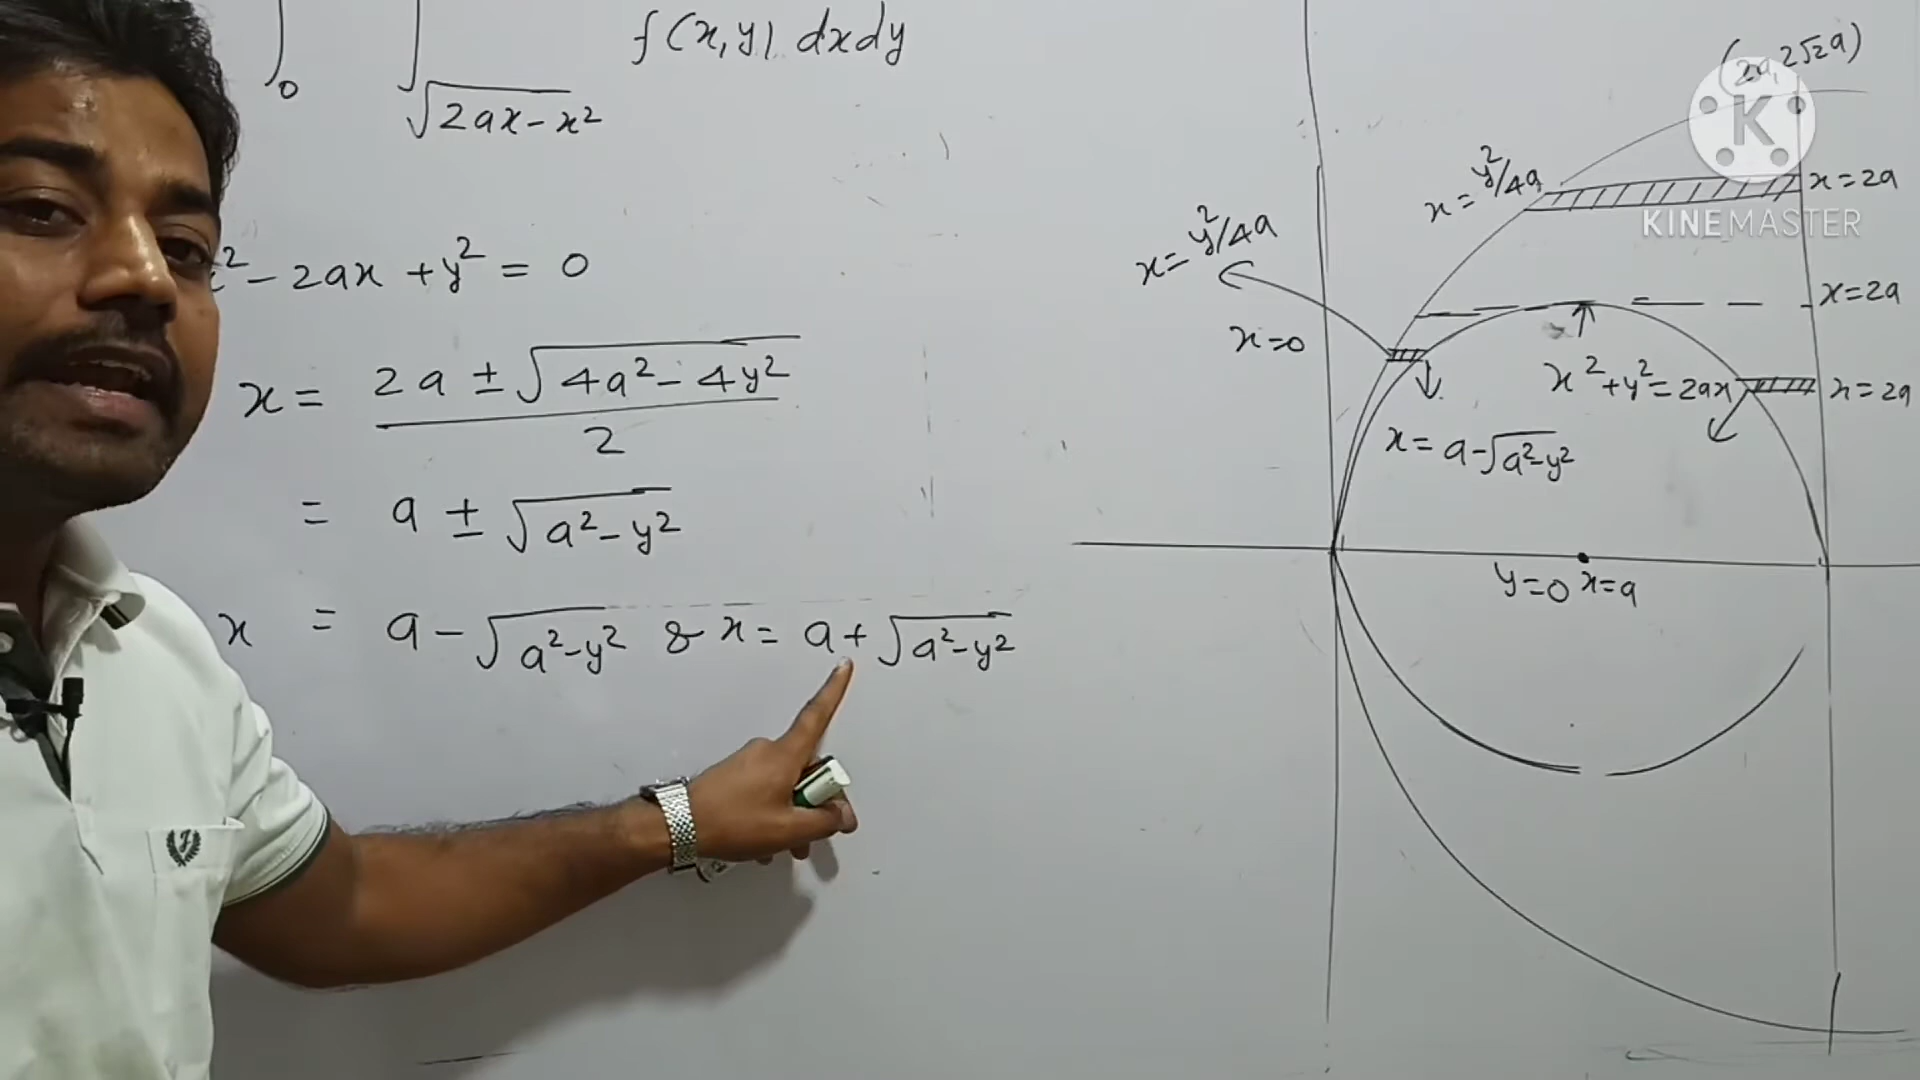 ∫₀ ∫_√(2ax-x²) f(x,y) dxdy
x² - 2ax + y² = 0
x = (2a ± √(4a² - 4y²)) / 2
= a ± √(a² - y²)
x = a - √(a² - y²) & x = a + √(a² - y²)
(2a, 2√2a)
K
KINEMASTER
x = y²/4a
x=2a
x = y²/4a
x=2a
x=0
x² + y² = 2ax
x=2a
x = a - √(a² - y²)
y=0 x=a